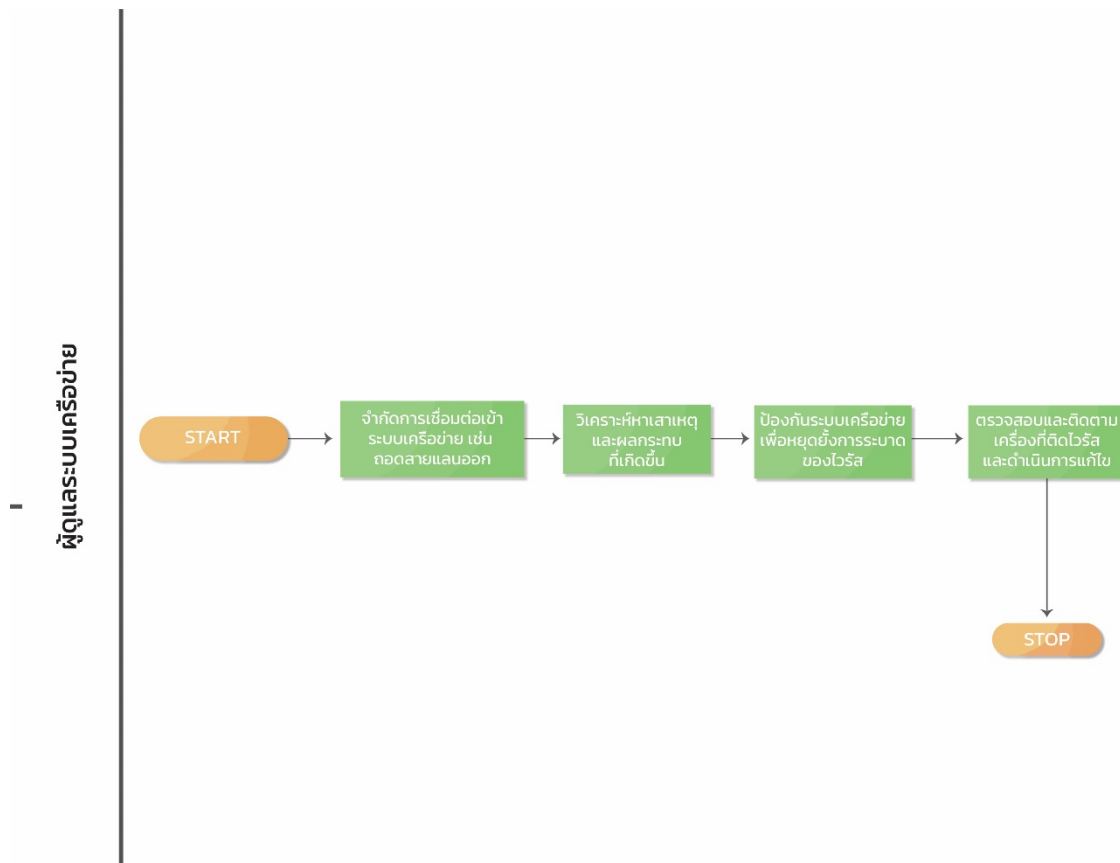 ผู้ดูแลระบบเครือข่าย
START
จำกัดการเชื่อมต่อเข้า
ระบบเครือข่าย เช่น
ถอดสายแลนออก
วิเคราะห์หาเสาเหตุ
และผลกระทบ
ที่เกิดขึ้น
ป้องกันระบบเครือข่าย
เพื่อหยุดยั้งการระบาด
ของไวรัส
ตรวจสอบและติดตาม
เครื่องที่ติดไวรัส
และดำเนินการแก้ไข
STOP